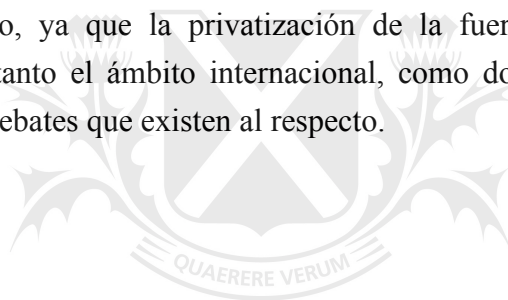 o, ya que la privatización de la fuer
tanto el ámbito internacional, como do
ebates que existen al respecto.
QUAERERE VERUM